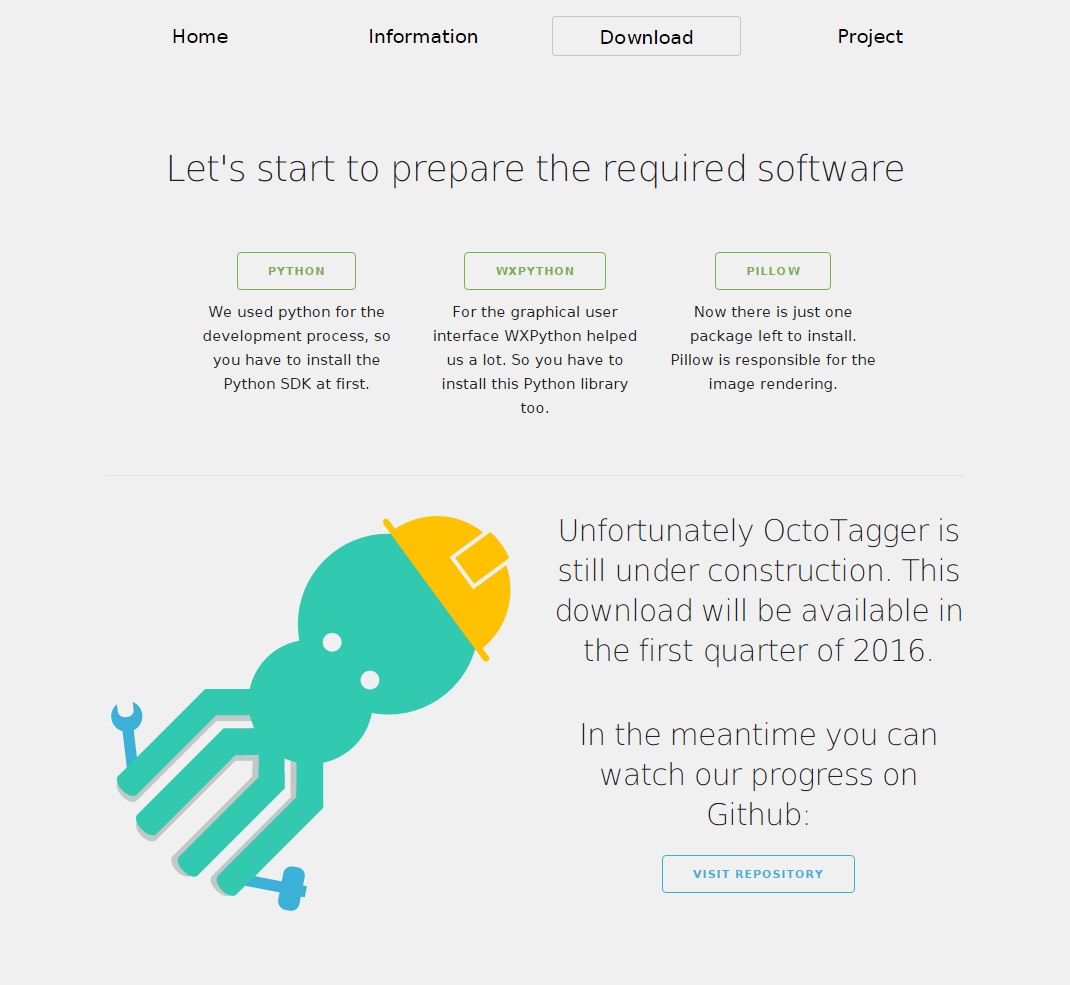 Home
Information
Download
Project
Let's start to prepare the required software
PYTHON
We used python for the
development process, so
you have to install the
Python SDK at first.
WXPYTHON
For the graphical user
interface WXPython helped
us a lot. So you have to
install this Python library
too.
PILLOW
Now there is just one
package left to install.
Pillow is responsible for the
image rendering.
Unfortunately OctoTagger is
still under construction. This
download will be available in
the first quarter of 2016.
In the meantime you can
watch our progress on
Github:
VISIT REPOSITORY